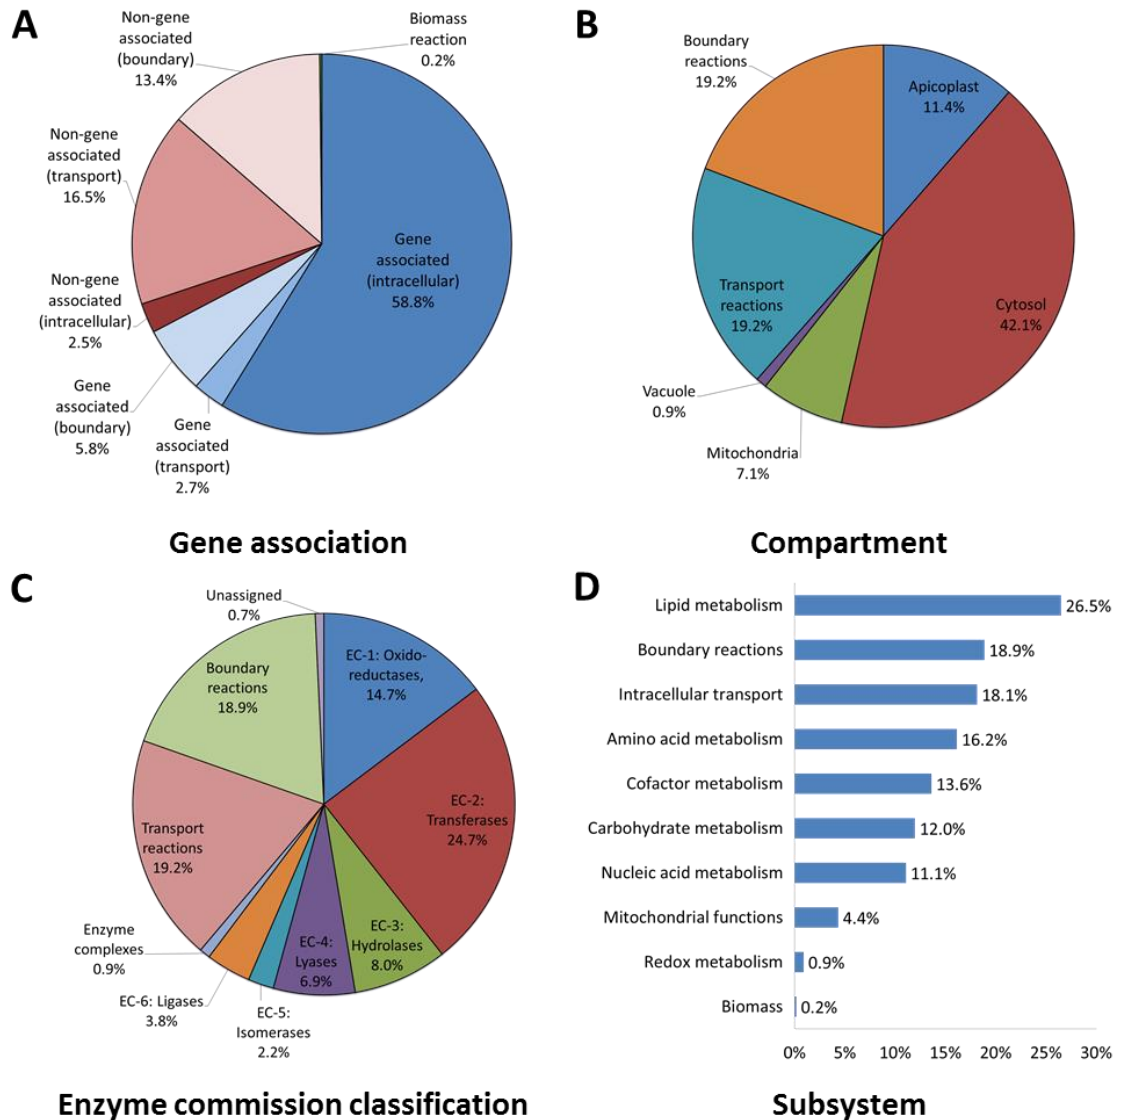 A
Non-gene
associated
(boundary)
13.4%
Biomass
reaction
0.2%
Non-gene
associated
(transport)
16.5%
Gene
associated
(intracellular)
58.8%
Non-gene
associated
(intracellular)
2.5%
Gene
associated
(boundary)
5.8%
Gene
associated
(transport)
2.7%
Gene association
B
Boundary
reactions
19.2%
Apicoplast
11.4%
Transport
reactions
19.2%
Cytosol
42.1%
Vacuole
0.9%
Mitochondria
7.1%
Compartment
C
Unassigned
0.7%
Boundary
reactions
18.9%
EC-1: Oxido-
reductases,
14.7%
EC-2:
Transferases
24.7%
Transport
reactions
19.2%
EC-3:
Hydrolases
8.0%
EC-4:
Lyases
6.9%
Enzyme
complexes
0.9%
EC-6: Ligases
3.8%
EC-5:
Isomerases
2.2%
Enzyme commission classification
D
Lipid metabolism 26.5%
Boundary reactions 18.9%
Intracellular transport 18.1%
Amino acid metabolism 16.2%
Cofactor metabolism 13.6%
Carbohydrate metabolism 12.0%
Nucleic acid metabolism 11.1%
Mitochondrial functions 4.4%
Redox metabolism 0.9%
Biomass 0.2%
0% 5% 10% 15% 20% 25% 30%
Subsystem